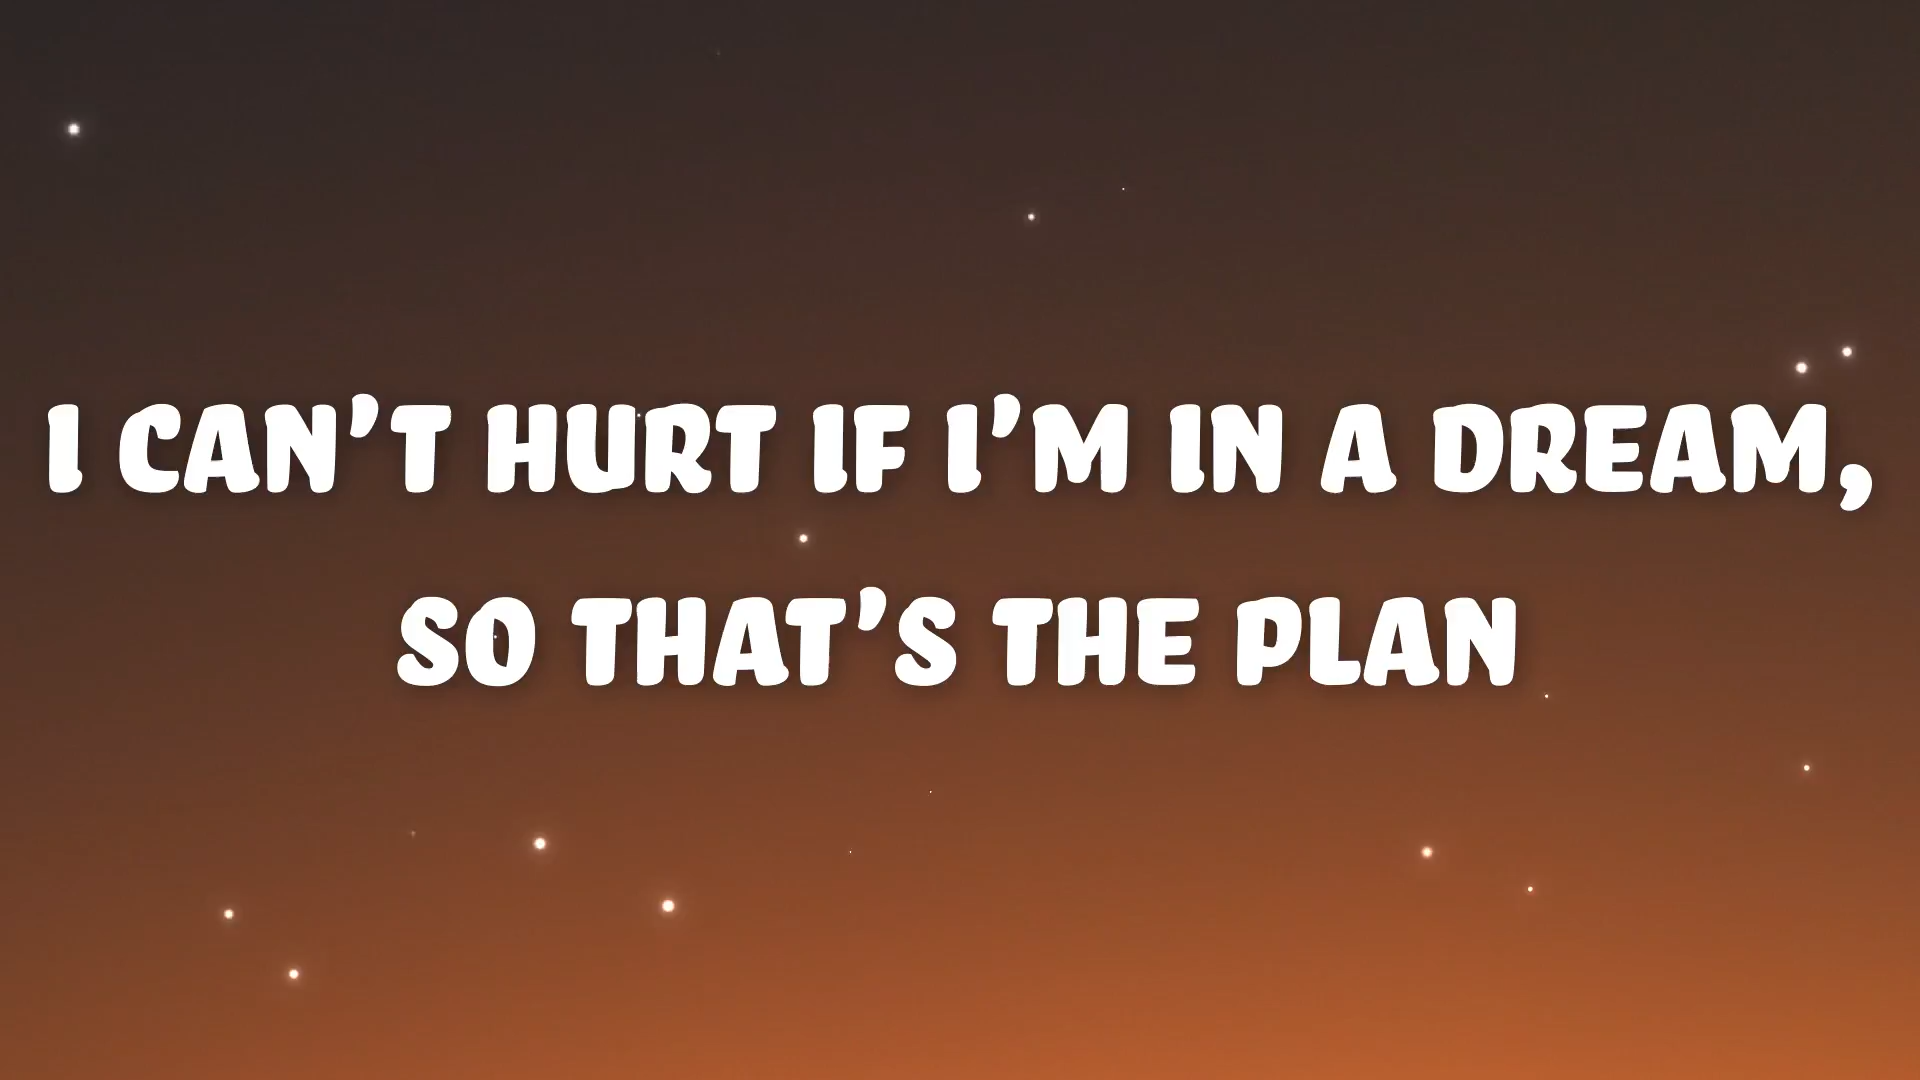 I CAN'T HURT IF I'M IN A DREAM,
SO THAT'S THE PLAN